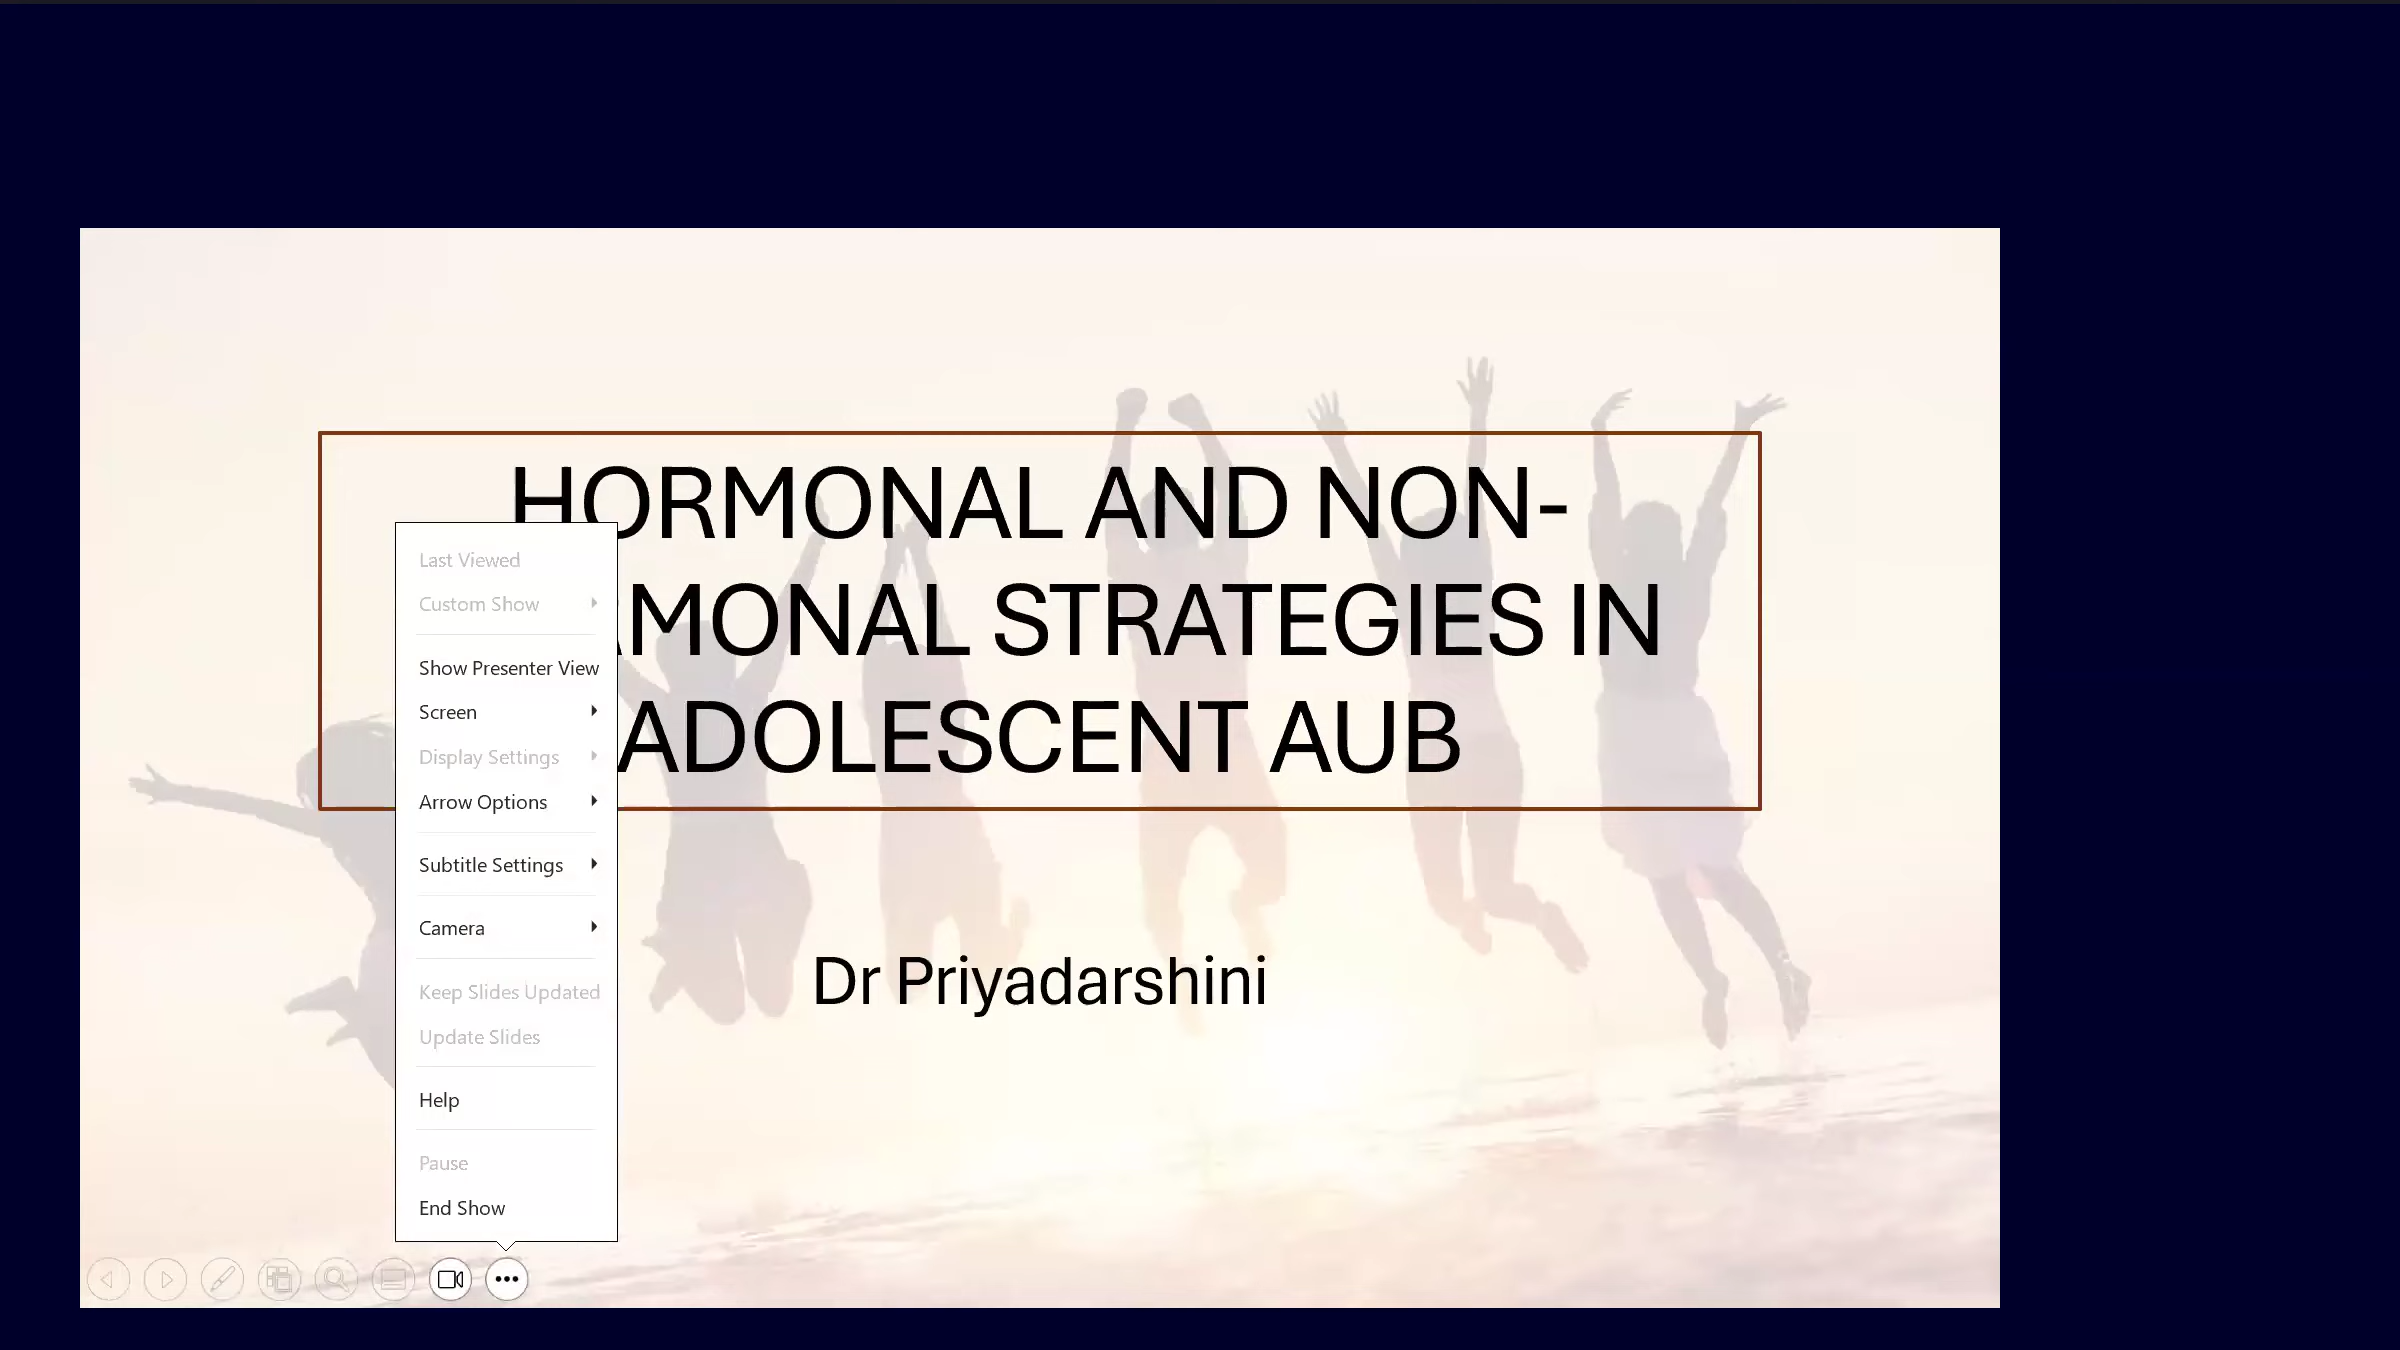 HORMONAL AND NON-
MONAL STRATEGIES IN
ADOLESCENT AUB
Dr Priyadarshini
Last Viewed
Custom Show
Show Presenter View
Screen
Display Settings
Arrow Options
Subtitle Settings
Camera
Keep Slides Updated
Update Slides
Help
Pause
End Show